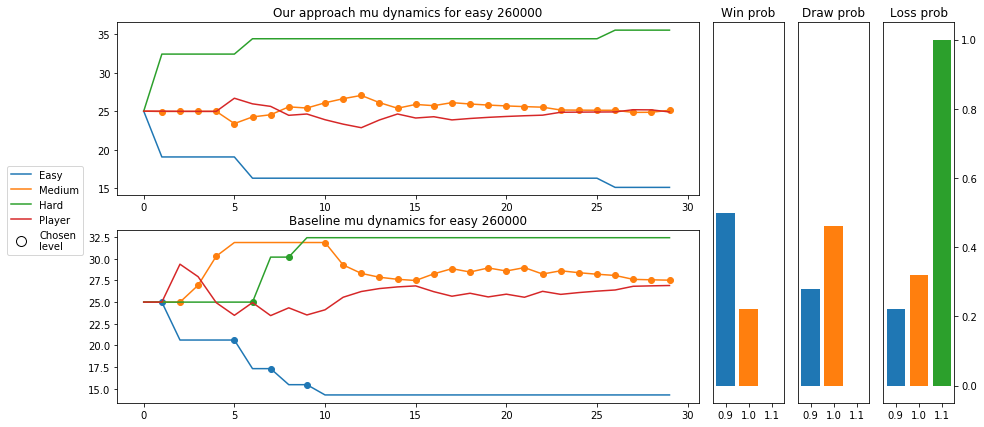 Our approach mu dynamics for easy 260000
35
30
25
20
15
0 5 10 15 20 25 30
Easy
Medium
Hard
Player
Chosen
level
Baseline mu dynamics for easy 260000
32.5
30.0
27.5
25.0
22.5
20.0
17.5
15.0
0 5 10 15 20 25 30
Win prob Draw prob Loss prob
1.0
0.8
0.6
0.4
0.2
0.0
0.9 1.0 1.1 0.9 1.0 1.1 0.9 1.0 1.1